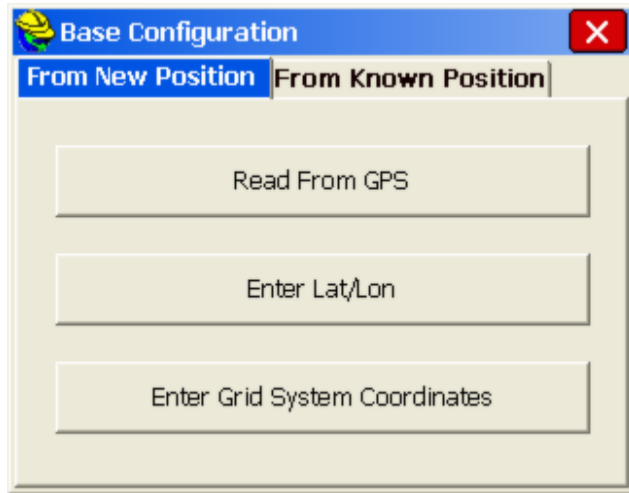 Base Configuration
From New Position From Known Position
Read From GPS
Enter Lat/Lon
Enter Grid System Coordinates